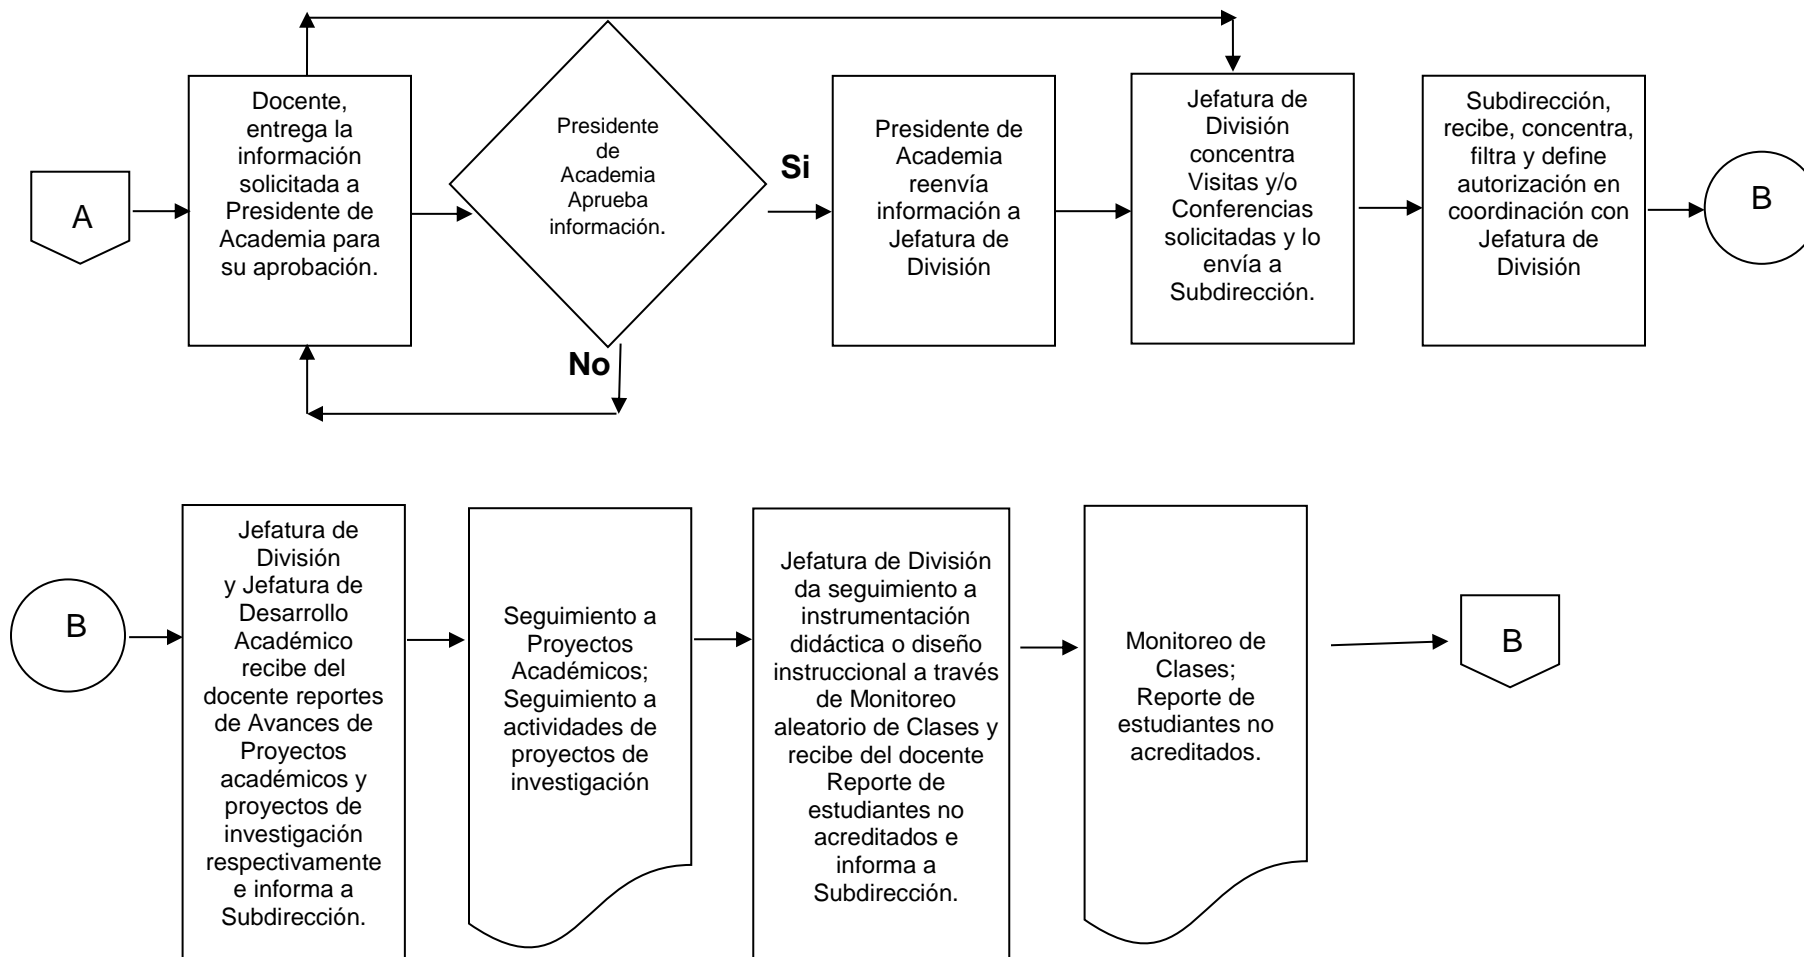 A
Docente,
entrega la
información
solicitada a
Presidente de
Academia para
su aprobación.
Presidente
de
Academia
Aprueba
información.
Si
No
Presidente de
Academia
reenvía
información a
Jefatura de
División
Jefatura de
División
concentra
Visitas y/o
Conferencias
solicitadas y lo
envía a
Subdirección.
Subdirección,
recibe, concentra,
filtra y define
autorización en
coordinación con
Jefatura de
División
B
B
Jefatura de
División
y Jefatura de
Desarrollo
Académico
recibe del
docente reportes
de Avances de
Proyectos
académicos y
proyectos de
investigación
respectivamente
e informa a
Subdirección.
Seguimiento a
Proyectos
Académicos;
Seguimiento a
actividades de
proyectos de
investigación
Jefatura de División
da seguimiento a
instrumentación
didáctica o diseño
instruccional a través
de Monitoreo
aleatorio de Clases y
recibe del docente
Reporte de
estudiantes no
acreditados e
informa a
Subdirección.
Monitoreo de
Clases;
Reporte de
estudiantes no
acreditados.
B